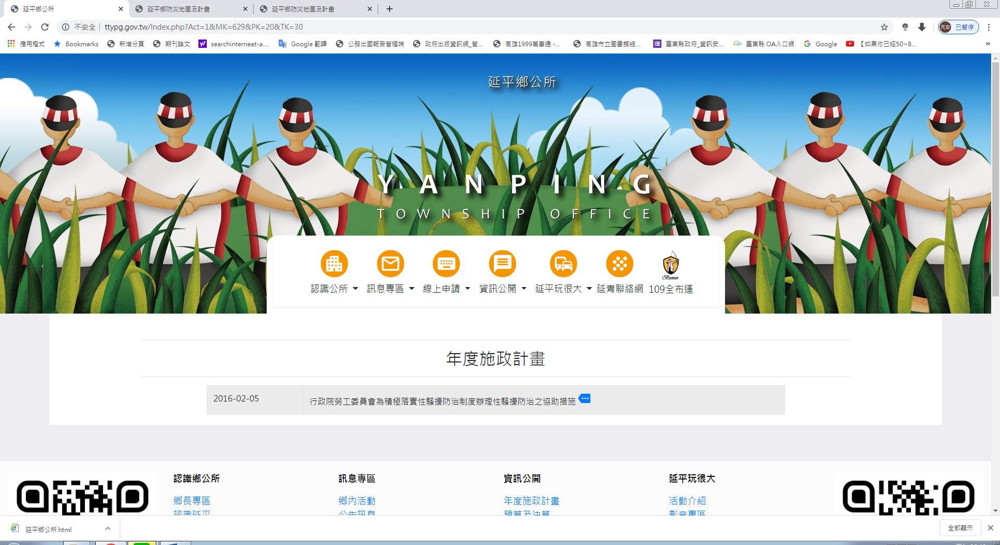 延平鄉公所
延平鄉防災地圖及計畫
延平鄉防災地圖及計畫
不安全
ttypg.gov.tw/index.php?Act=1&MK=629&PK=20&TK=30
芃安 已暫停
應用程式
Bookmarks
新增分頁
期刊論文
searchinterneat-a....
Google 翻譯
公務出國報告管理端
政府出版資訊網_管...
高雄1999萬事通 -...
高雄市立圖書館總...
臺東縣政府_資訊安...
臺東縣 OA入口網
Google
【如果你已經50~8...
»
延平鄉公所
YANPING
TOWNSHIP OFFICE
認識公所
訊息專區
線上申請
資訊公開
延平玩很大
延青聯絡網
Bunun
109全布運
年度施政計畫
2016-02-05
行政院勞工委員會為積極落實性騷擾防治制度辦理性騷擾防治之協助措施
認識鄉公所
訊息專區
資訊公開
延平玩很大
鄉長專區
鄉內活動
年度施政計畫
活動介紹
認識延平
公告訊息
預算及決算
影音專區
延平鄉公所.html
全部顯示